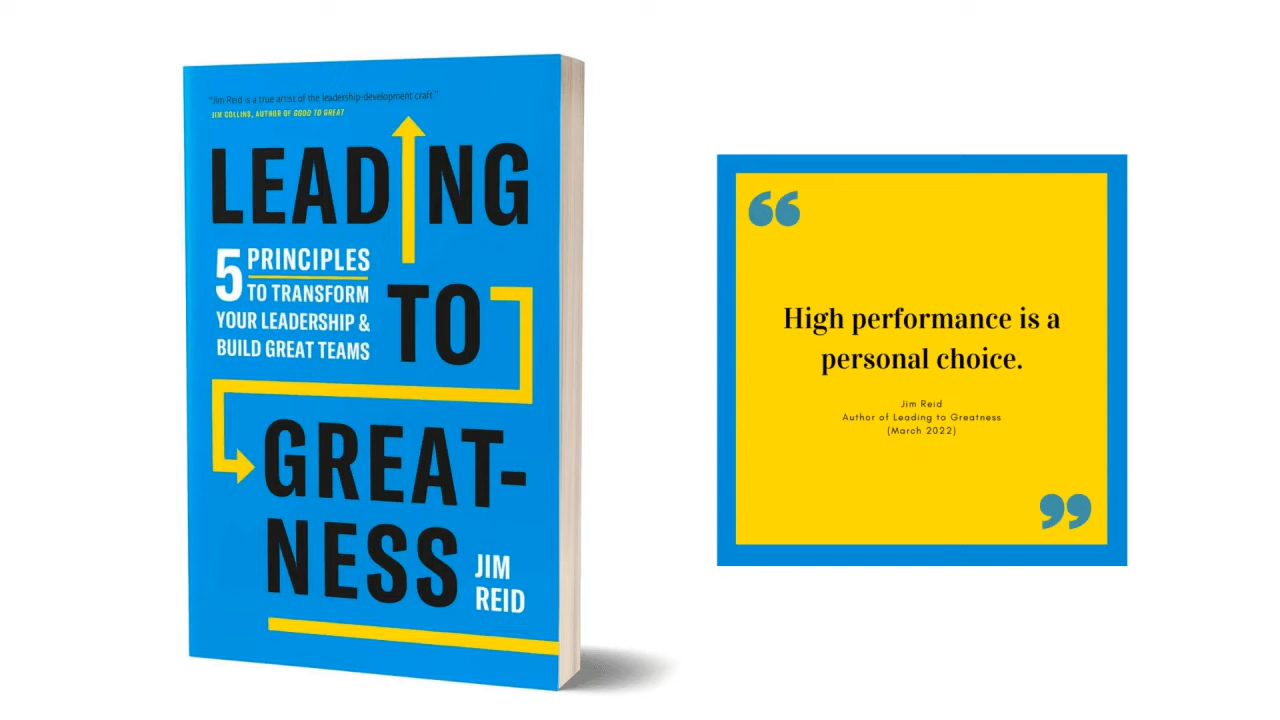 "Jim Reid is a true artist of the leadership-development craft."
JIM COLLINS, AUTHOR OF GOOD TO GREAT
LEADING
5 PRINCIPLES
TO TRANSFORM
YOUR LEADERSHIP &
BUILD GREAT TEAMS
TO
GREAT-
NESS
JIM
REID
“
High performance is a
personal choice.
Jim Reid
Author of Leading to Greatness
(March 2022)
”